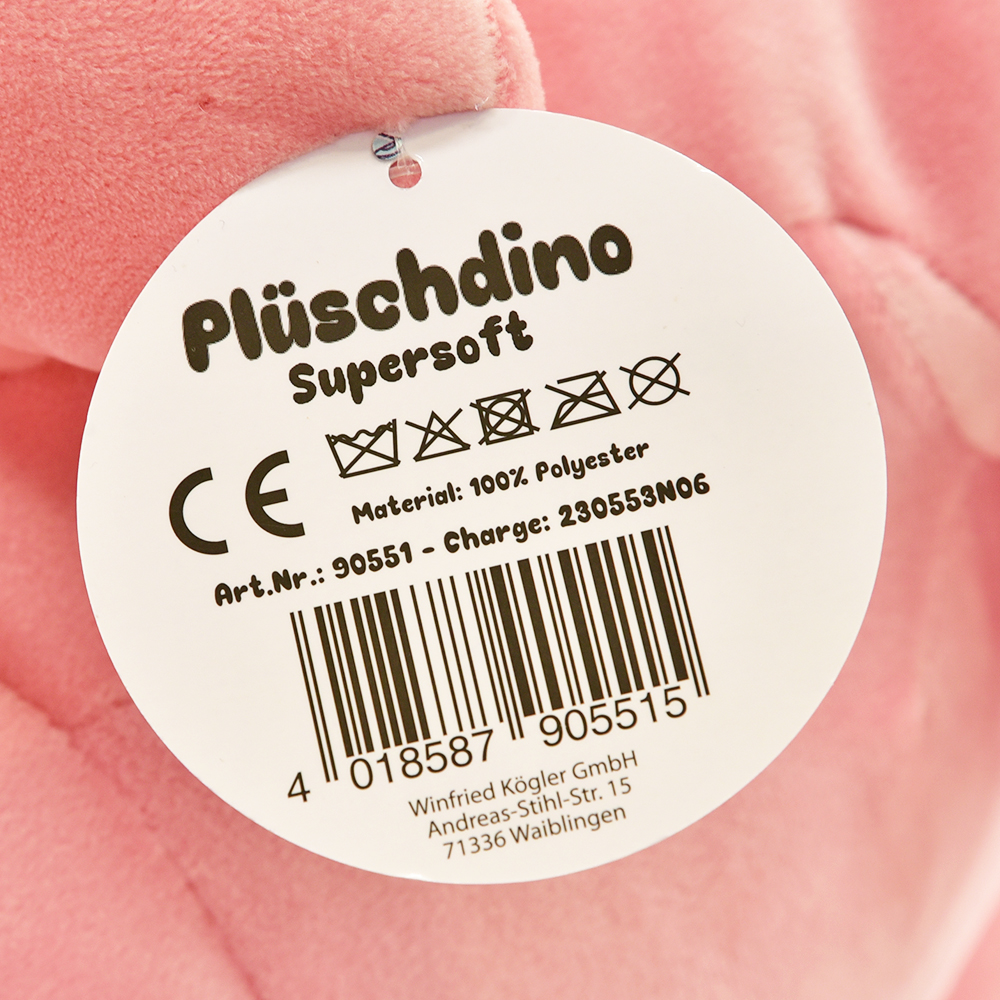 Plüschdino
Supersoft
CE
Material: 100% Polyester
Art.Nr.: 90551 - Charge: 230553N06
4 018587 905515
Winfried Kögler GmbH
Andreas-Stihl-Str. 15
71336 Waiblingen